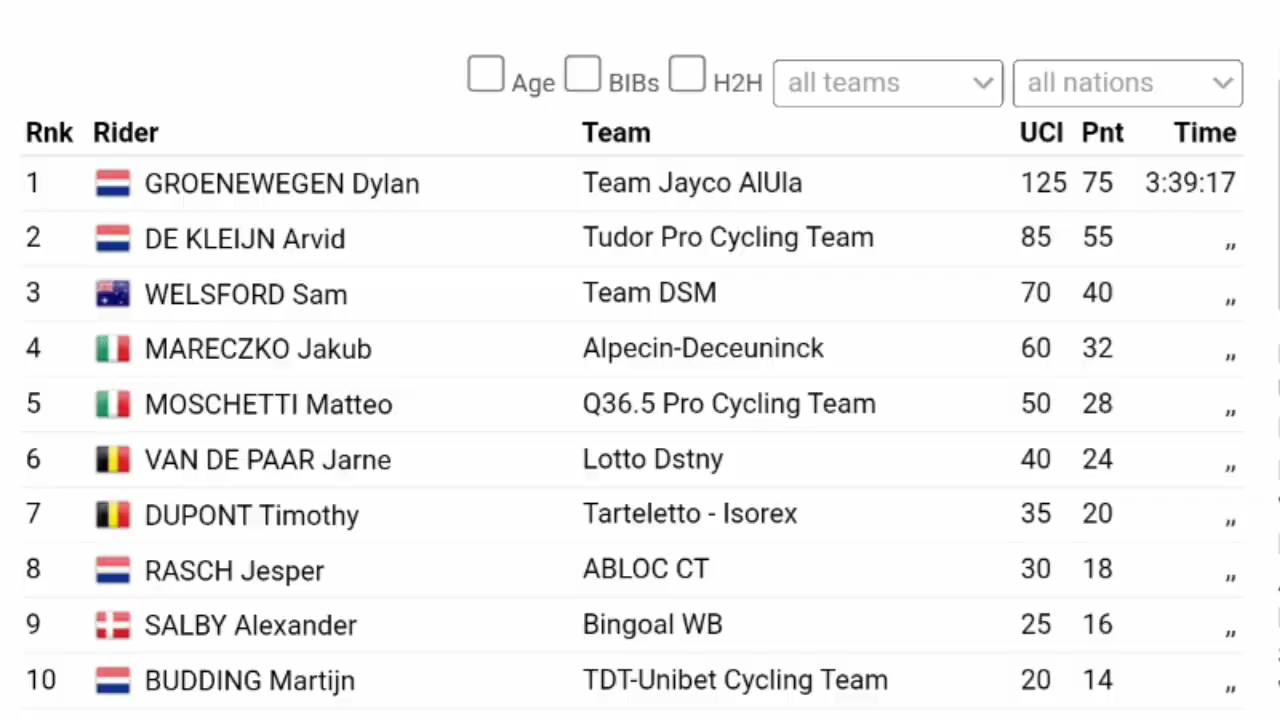 Age BIBs H2H all teams all nations
Rnk Rider Team UCI Pnt Time
1 GROENEWEGEN Dylan Team Jayco AlUla 125 75 3:39:17
2 DE KLEIJN Arvid Tudor Pro Cycling Team 85 55 ,,
3 WELSFORD Sam Team DSM 70 40 ,,
4 MARECZKO Jakub Alpecin-Deceuninck 60 32 ,,
5 MOSCHETTI Matteo Q36.5 Pro Cycling Team 50 28 ,,
6 VAN DE PAAR Jarne Lotto Dstny 40 24 ,,
7 DUPONT Timothy Tarteletto - Isorex 35 20 ,,
8 RASCH Jesper ABLOC CT 30 18 ,,
9 SALBY Alexander Bingoal WB 25 16 ,,
10 BUDDING Martijn TDT-Unibet Cycling Team 20 14 ,,